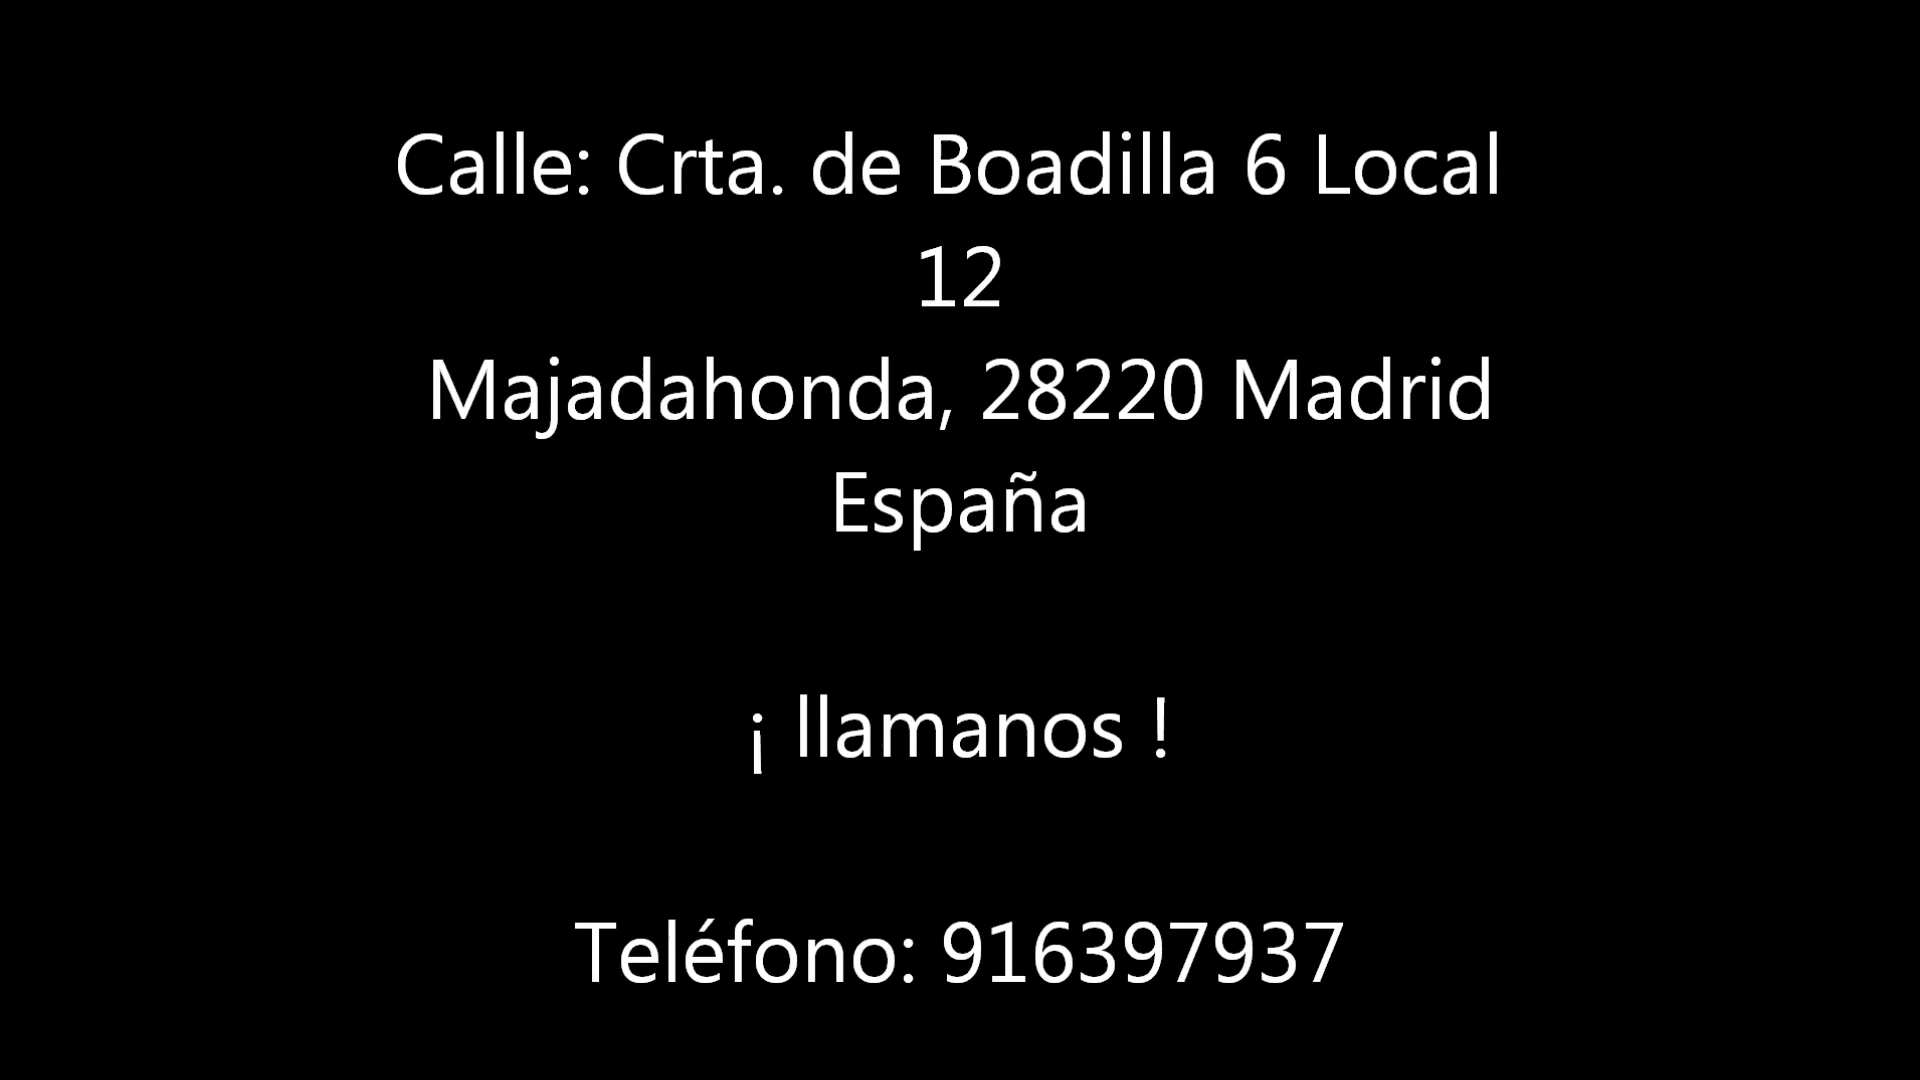 Calle: Crta. de Boadilla 6 Local
12
Majadahonda, 28220 Madrid
España
¡ llamanos !
Teléfono: 916397937